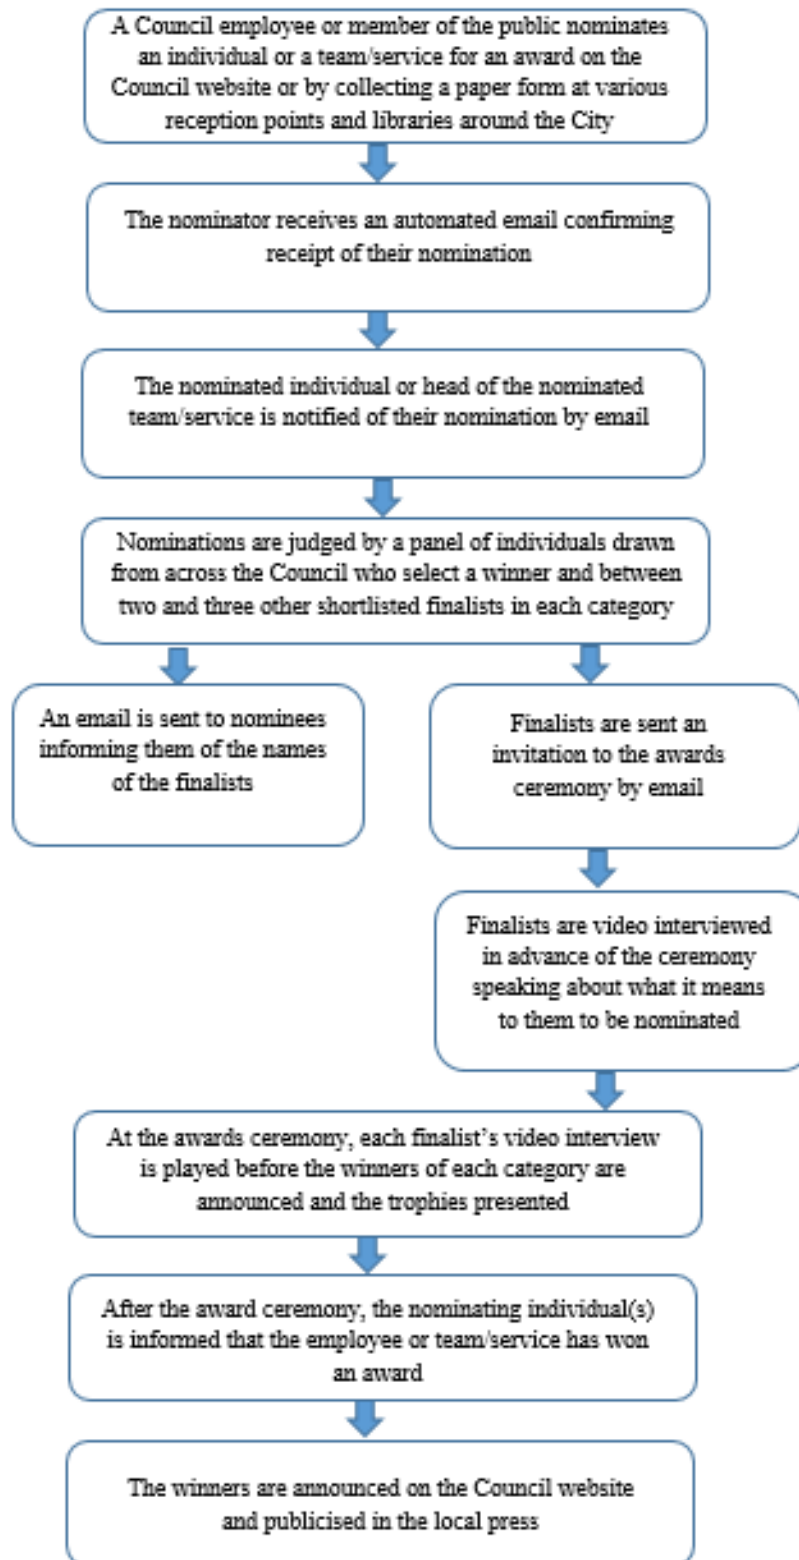 A Council employee or member of the public nominates
an individual or a team/service for an award on the
Council website or by collecting a paper form at various
reception points and libraries around the City
The nominator receives an automated email confirming
receipt of their nomination
The nominated individual or head of the nominated
team/service is notified of their nomination by email
Nominations are judged by a panel of individuals drawn
from across the Council who select a winner and between
two and three other shortlisted finalists in each category
An email is sent to nominees
informing them of the names
of the finalists
Finalists are sent an
invitation to the awards
ceremony by email
Finalists are video interviewed
in advance of the ceremony
speaking about what it means
to them to be nominated
At the awards ceremony, each finalist’s video interview
is played before the winners of each category are
announced and the trophies presented
After the award ceremony, the nominating individual(s)
is informed that the employee or team/service has won
an award
The winners are announced on the Council website
and publicised in the local press